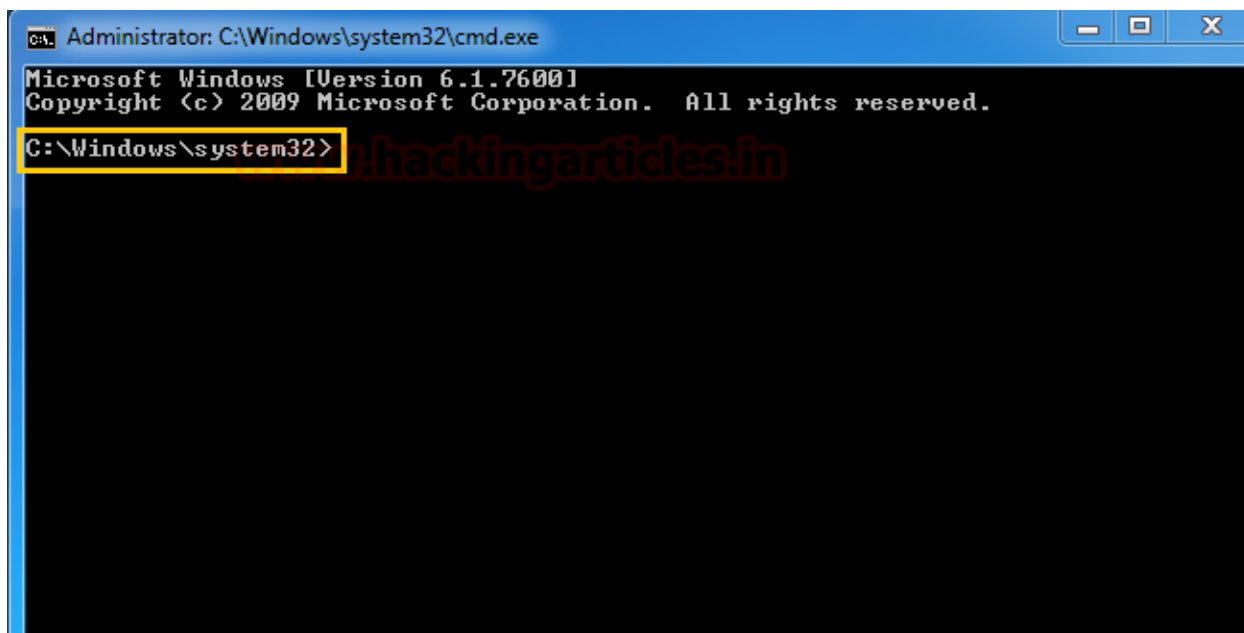 Administrator: C:\Windows\system32\cmd.exe
Microsoft Windows [Version 6.1.7600]
Copyright (c) 2009 Microsoft Corporation.  All rights reserved.
C:\Windows\system32>
www.hackingarticles.in